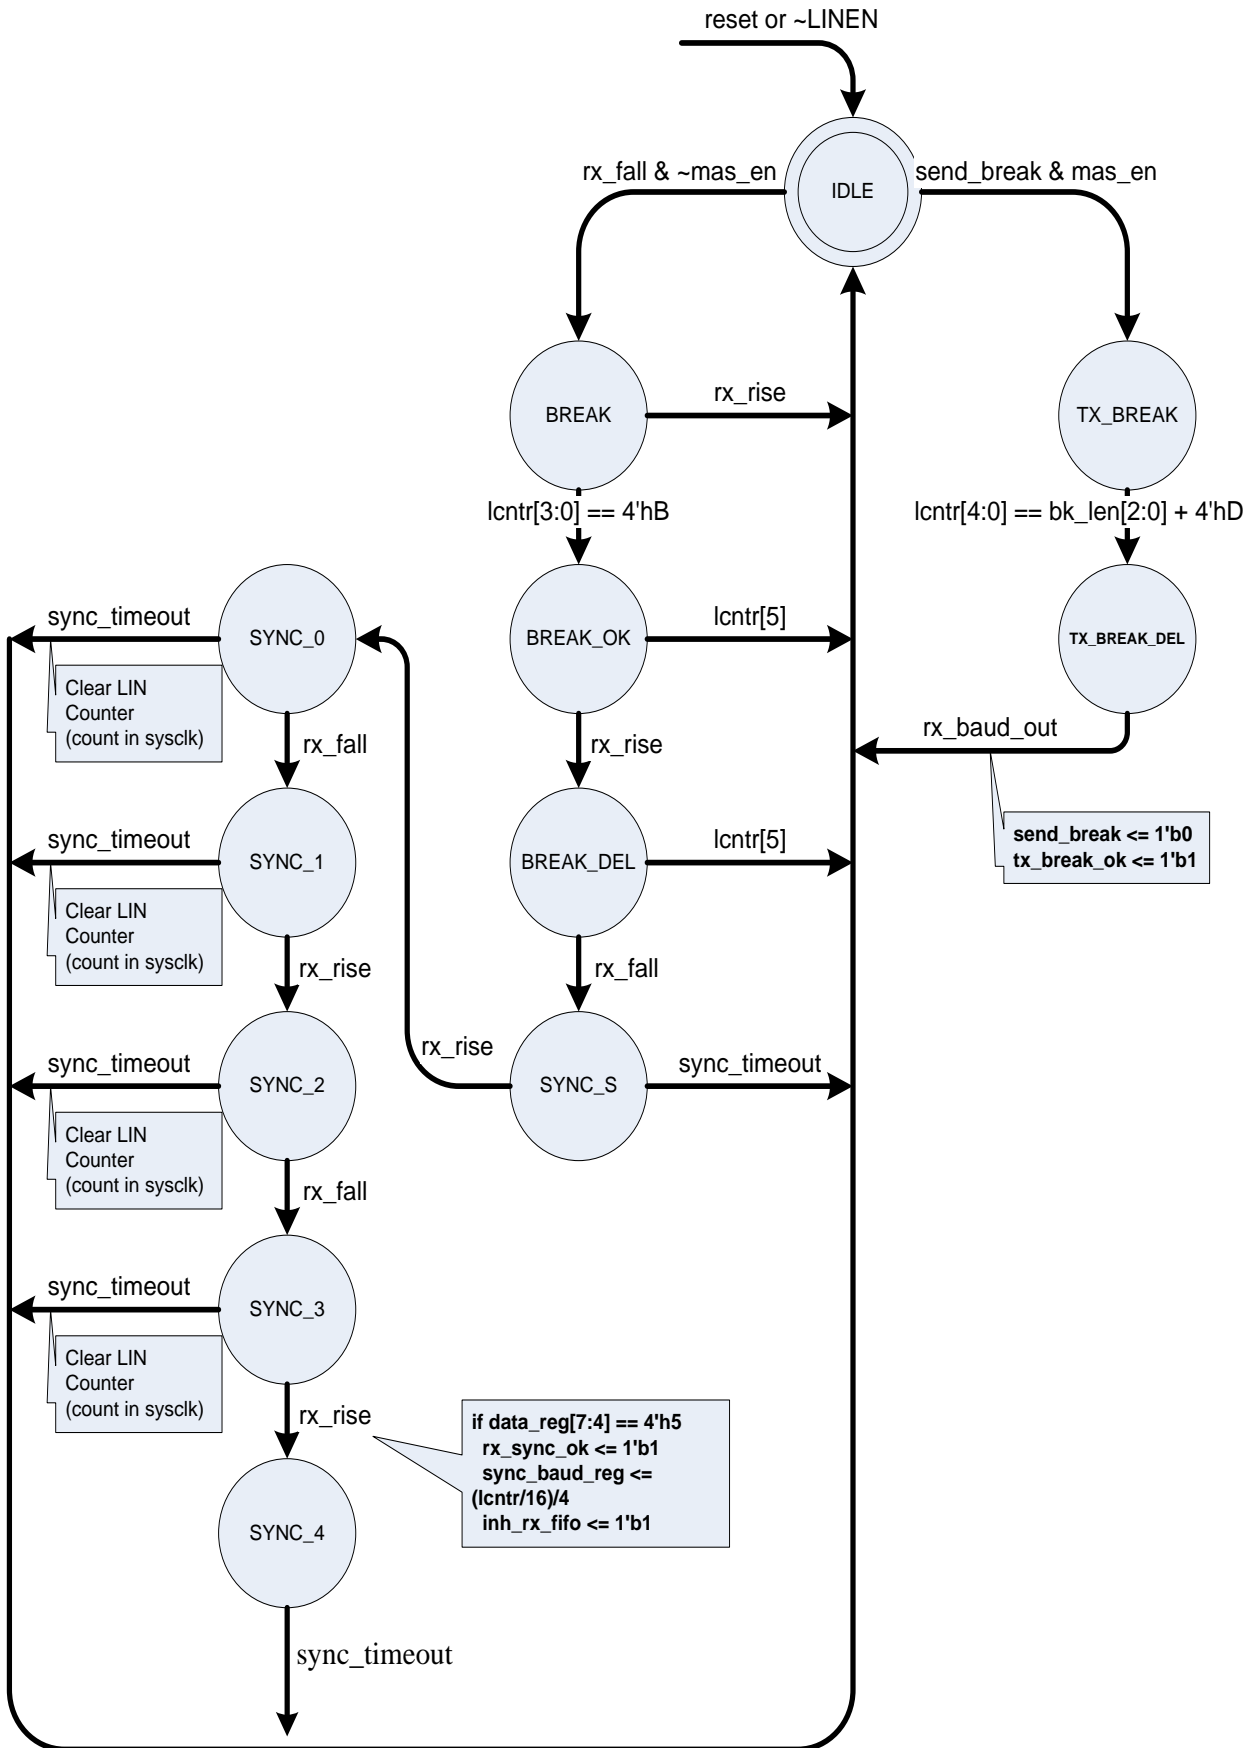 reset or ~LINEN
rx_fall & ~mas_en
send_break & mas_en
IDLE
BREAK
rx_rise
TX_BREAK
lcntr[3:0] == 4'hB
lcntr[4:0] == bk_len[2:0] + 4'hD
sync_timeout
SYNC_0
BREAK_OK
lcntr[5]
TX_BREAK_DEL
Clear LIN
Counter
(count in sysclk)
rx_fall
rx_rise
rx_baud_out
sync_timeout
SYNC_1
BREAK_DEL
lcntr[5]
send_break <= 1'b0
tx_break_ok <= 1'b1
Clear LIN
Counter
(count in sysclk)
rx_rise
rx_fall
sync_timeout
SYNC_2
rx_rise
SYNC_S
sync_timeout
Clear LIN
Counter
(count in sysclk)
rx_fall
sync_timeout
SYNC_3
Clear LIN
Counter
(count in sysclk)
rx_rise
if data_reg[7:4] == 4'h5
rx_sync_ok <= 1'b1
sync_baud_reg <=
(lcntr/16)/4
inh_rx_fifo <= 1'b1
SYNC_4
sync_timeout